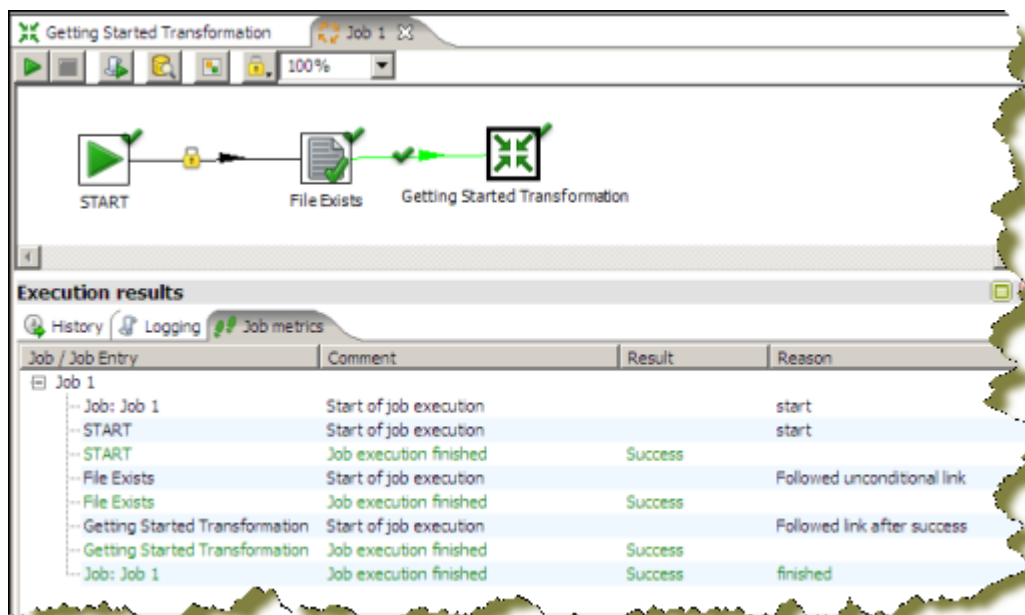 Getting Started Transformation Job 1
100%
START File Exists Getting Started Transformation
Execution results
History Logging Job metrics
Job / Job Entry Comment Result Reason
Job 1
Job: Job 1 Start of job execution start
START Start of job execution start
START Job execution finished Success
File Exists Start of job execution Followed unconditional link
File Exists Job execution finished Success
Getting Started Transformation Start of job execution Followed link after success
Getting Started Transformation Job execution finished Success
Job: Job 1 Job execution finished Success finished